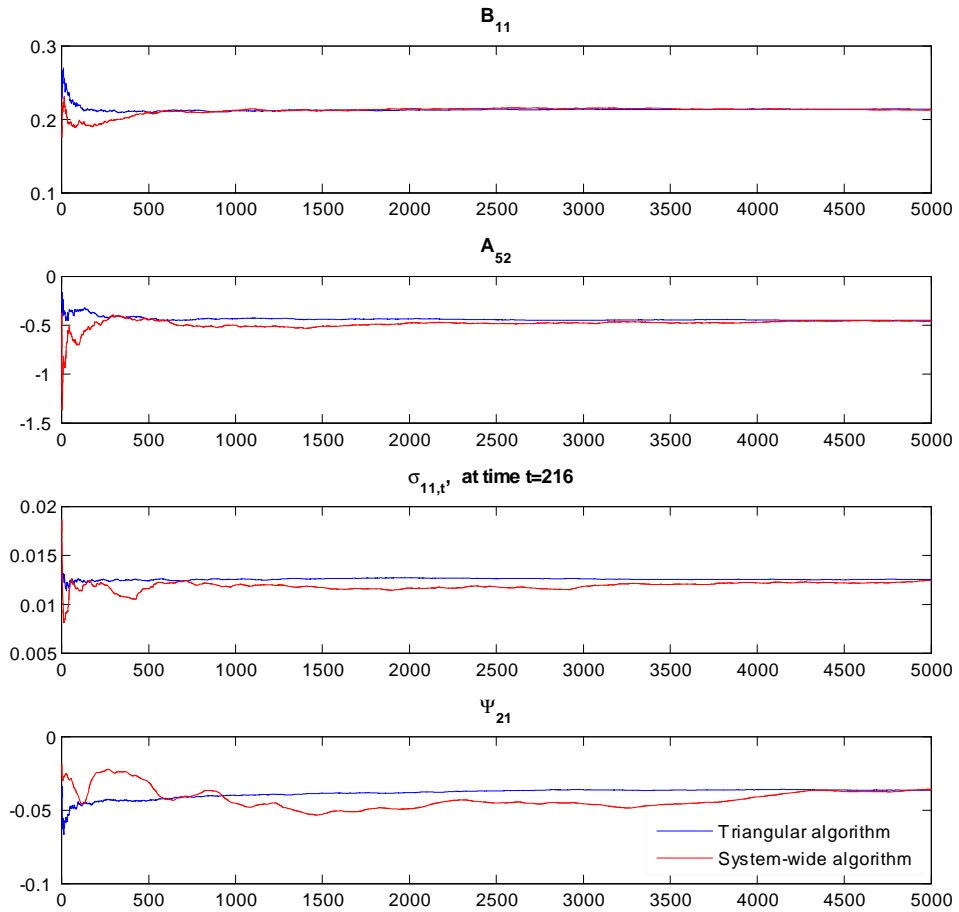 B11
0.3
0.2
0.1
0 500 1000 1500 2000 2500 3000 3500 4000 4500 5000
A52
0
-0.5
-1
-1.5
0 500 1000 1500 2000 2500 3000 3500 4000 4500 5000
σ11,t, at time t=216
0.02
0.015
0.01
0.005
0 500 1000 1500 2000 2500 3000 3500 4000 4500 5000
Ψ21
0
-0.05
-0.1
Triangular algorithm
System-wide algorithm
0 500 1000 1500 2000 2500 3000 3500 4000 4500 5000